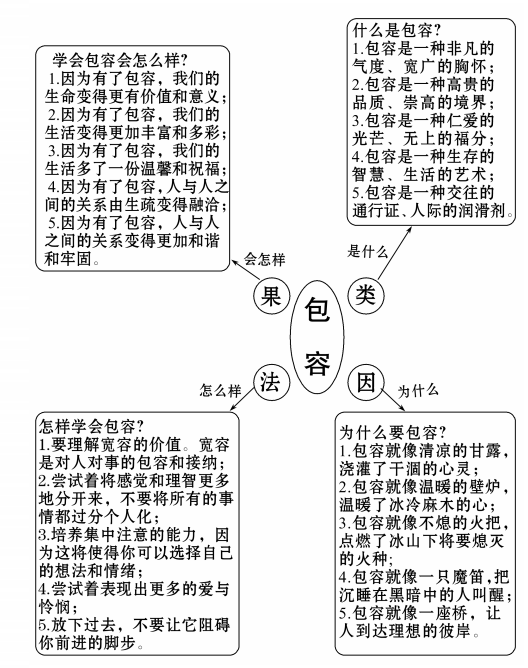 学会包容会怎么样?
1.因为有了包容，我们的
生命变得更有价值和意义；
2.因为有了包容，我们的
生活变得更加丰富和多彩；
3.因为有了包容，我们的
生活多了一份温馨和祝福；
4.因为有了包容，人与人之
间的关系由生疏变得融洽；
5.因为有了包容，人与人
之间的关系变得更加和谐
和牢固。
什么是包容?
1.包容是一种非凡的
气度、宽广的胸怀；
2.包容是一种高贵的
品质、崇高的境界；
3.包容是一种仁爱的
光芒、无上的福分；
4.包容是一种生存的
智慧、生活的艺术；
5.包容是一种交往的
通行证、人际的润滑剂。
会怎样
是什么
果
类
包
容
法
因
怎么样
为什么
怎样学会包容?
1.要理解宽容的价值。宽容
是对人对事的包容和接纳；
2.尝试着将感觉和理智更多
地分开来，不要将所有的事
情都过分个人化；
3.培养集中注意的能力，因
为这将使得你可以选择自己
的想法和情绪；
4.尝试着表现出更多的爱与
怜悯；
5.放下过去，不要让它阻碍
你前进的脚步。
为什么要包容?
1.包容就像清凉的甘露，
浇灌了干涸的心灵；
2.包容就像温暖的壁炉，
温暖了冰冷麻木的心；
3.包容就像不熄的火把，
点燃了冰山下将要熄灭
的火种；
4.包容就像一只魔笛，把
沉睡在黑暗中的人叫醒；
5.包容就像一座桥，让
人到达理想的彼岸。